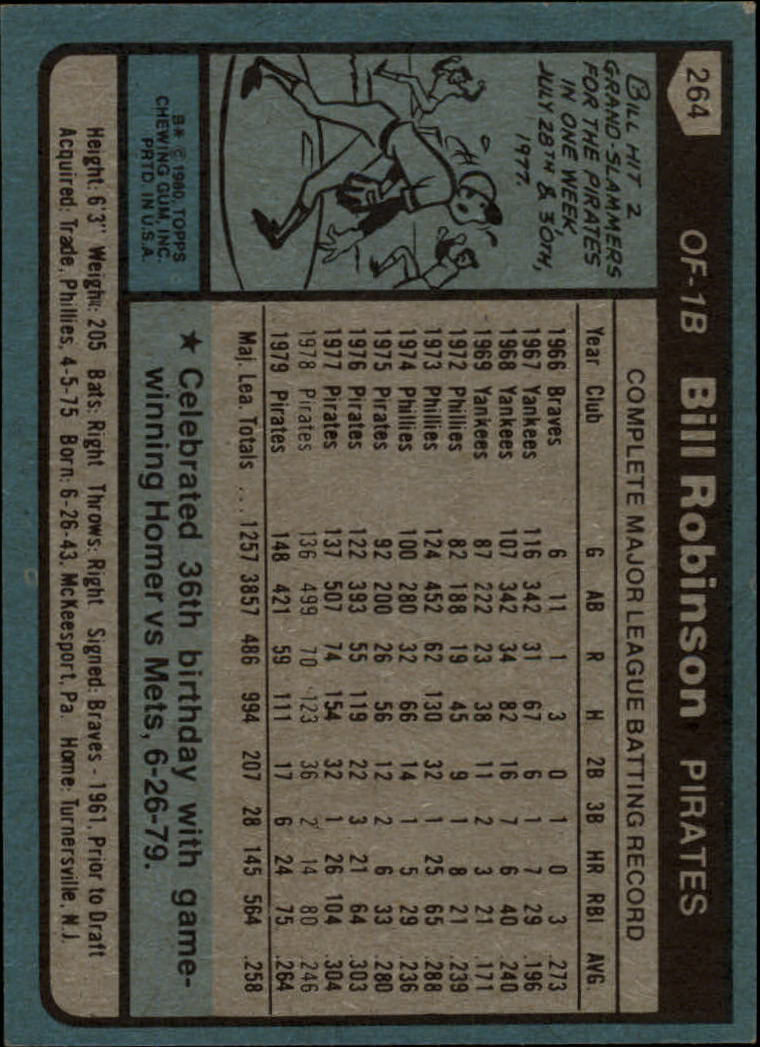 264
OF-1B Bill Robinson PIRATES
BILL HIT 2
GRAND-SLAMMERS
FOR THE PIRATES
IN ONE WEEK,
JULY 28TH & 30TH,
1977.
B* © 1980 TOPPS
CHEWING GUM, INC.
PRTD. IN U.S.A.
COMPLETE MAJOR LEAGUE BATTING RECORD
Year Club G AB R H 2B 3B HR RBI AVG.
1966 Braves 6 11 1 3 0 1 0 3 .273
1967 Yankees 116 342 31 67 6 1 7 29 .196
1968 Yankees 107 342 34 82 16 7 6 40 .240
1969 Yankees 87 222 23 38 11 2 3 21 .171
1972 Phillies 82 188 19 45 9 1 8 21 .239
1973 Phillies 124 452 62 130 32 1 25 65 .288
1974 Phillies 100 280 32 66 14 1 5 29 .236
1975 Pirates 92 200 26 56 12 2 6 33 .280
1976 Pirates 122 393 55 119 22 3 21 64 .303
1977 Pirates 137 507 74 154 32 1 26 104 .304
1978 Pirates 136 499 70 123 36 2 14 80 .246
1979 Pirates 148 421 59 111 17 6 24 75 .264
Maj. Lea. Totals ... 1257 3857 486 994 207 28 145 564 .258
★ Celebrated 36th birthday with game-
winning Homer vs Mets, 6-26-79.
Height: 6'3" Weight: 205 Bats: Right Throws: Right Signed: Braves - 1961, Prior to Draft
Acquired: Trade, Phillies, 4-5-75 Born: 6-26-43, McKeesport, Pa. Home: Turnersville, N.J.